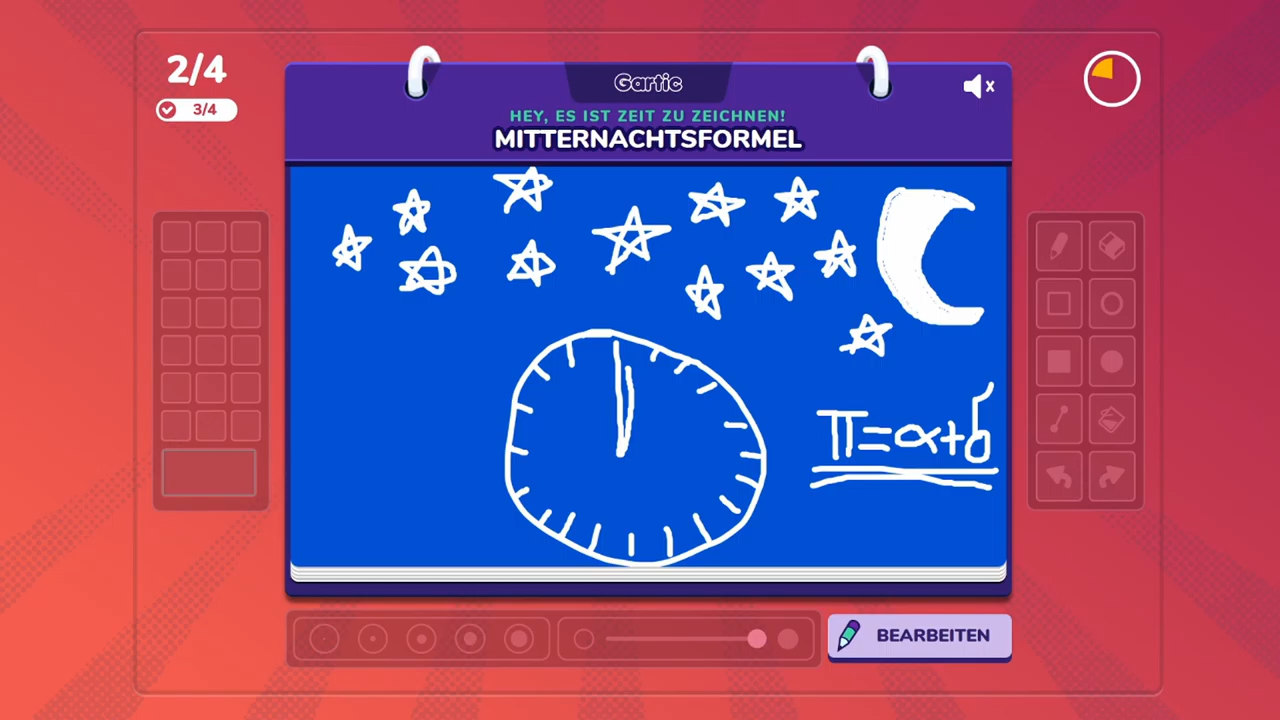 2/4
3/4
Gartic
HEY, ES IST ZEIT ZU ZEICHNEN!
MITTERNACHTSFORMEL
π=α+δ
BEARBEITEN